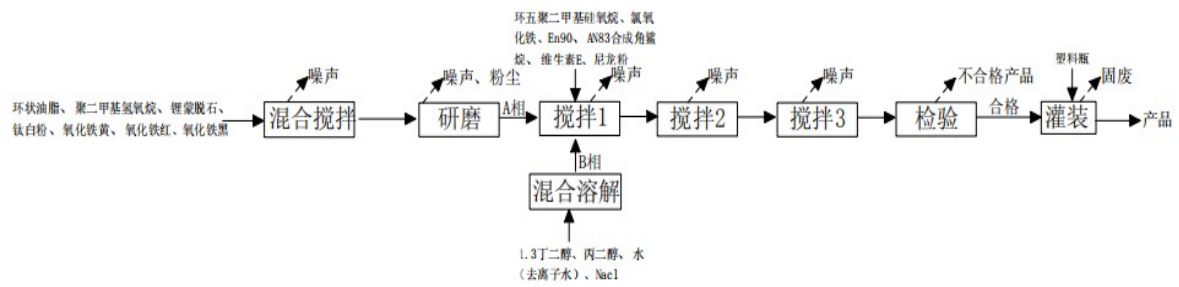 环五聚二甲基硅氧烷、氯氧
化铁、En90、 AN83合成角鲨
烷、 维生素E、尼龙粉
塑料瓶
噪声
噪声、粉尘
噪声
噪声
噪声
不合格产品
固废
环状油脂、 聚二甲基氢氧烷、锂蒙脱石、
钛白粉、 氧化铁黄、 氧化铁红、氧化铁黑
混合搅拌
研磨
A相
搅拌1
搅拌2
搅拌3
检验
合格
灌装
产品
B相
混合溶解
1.3丁二醇、丙二醇、 水
（去离子水）、Nacl